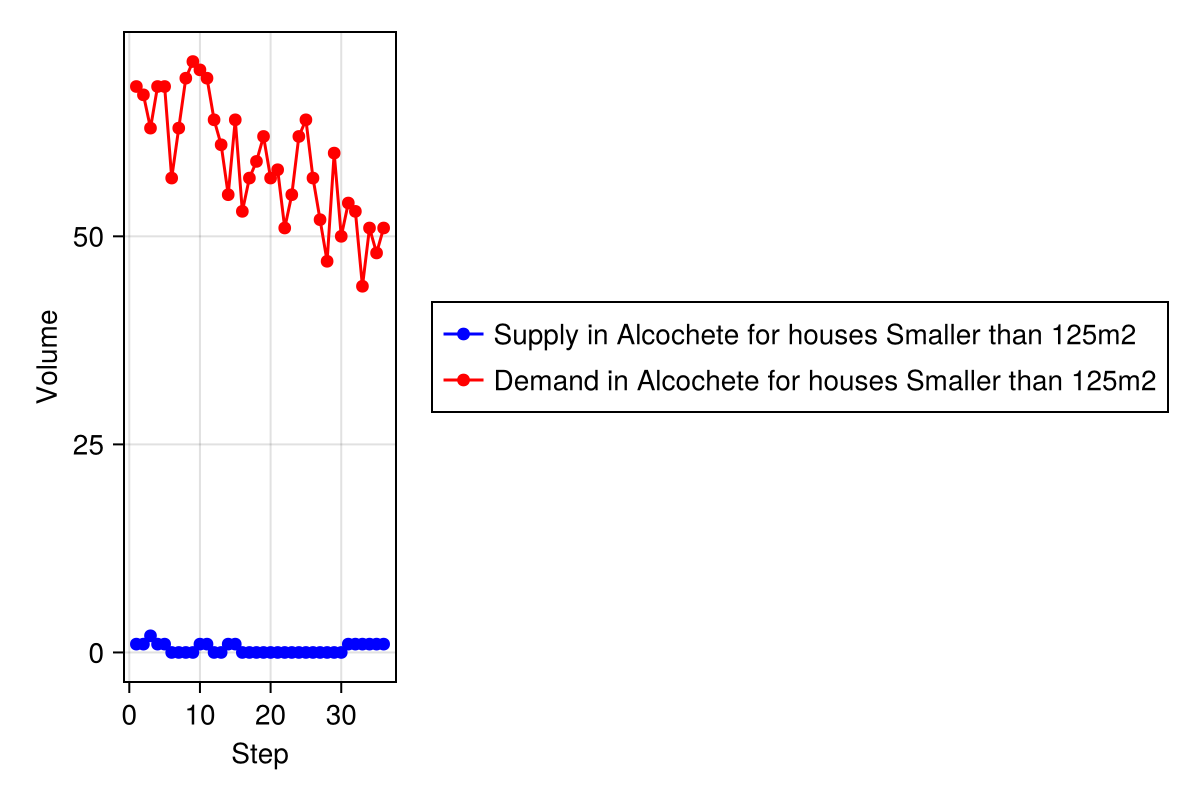 Volume
50
25
0
0 10 20 30
Step
Supply in Alcochete for houses Smaller than 125m2
Demand in Alcochete for houses Smaller than 125m2